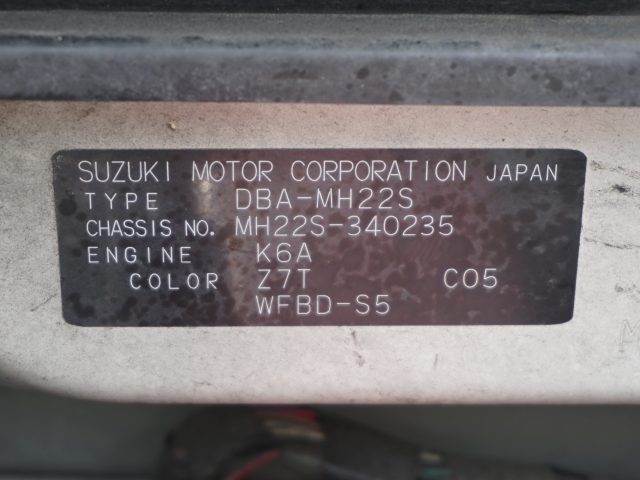 SUZUKI MOTOR CORPORATION JAPAN
TYPE DBA-MH22S
CHASSIS NO. MH22S-340235
ENGINE K6A
COLOR Z7T C05
WFBD-S5